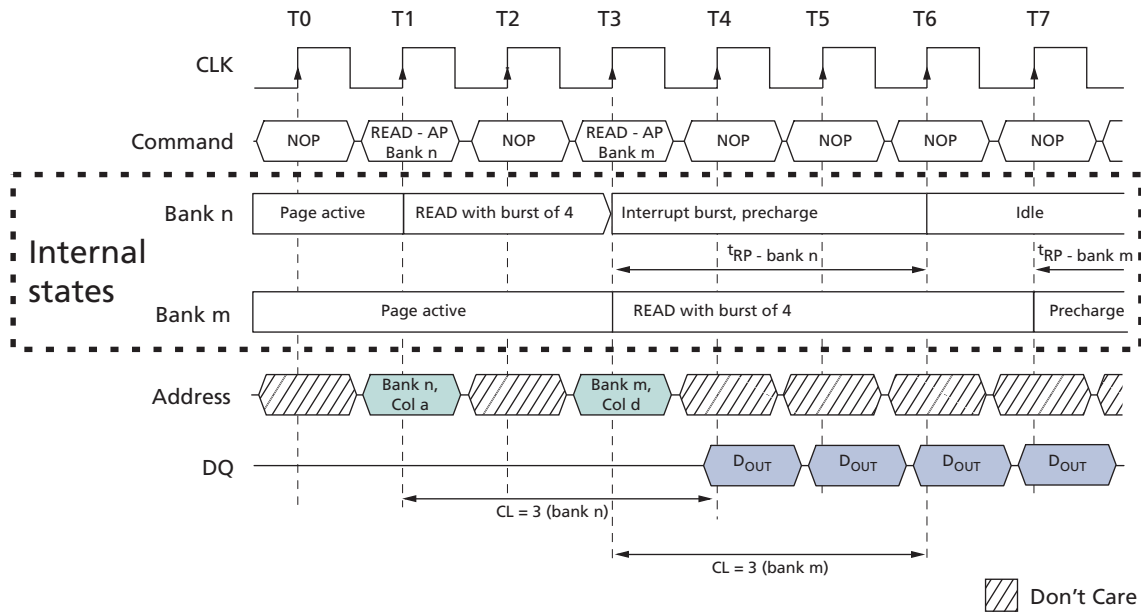 T0 T1 T2 T3 T4 T5 T6 T7
CLK
Command NOP READ - AP Bank n NOP READ - AP Bank m NOP NOP NOP NOP
Bank n Page active READ with burst of 4 Interrupt burst, precharge Idle
Internal states
tRP - bank n tRP - bank m
Bank m Page active READ with burst of 4 Precharge
Address Bank n, Col a Bank m, Col d
DQ DOUT DOUT DOUT DOUT
CL = 3 (bank n)
CL = 3 (bank m)
Don't Care